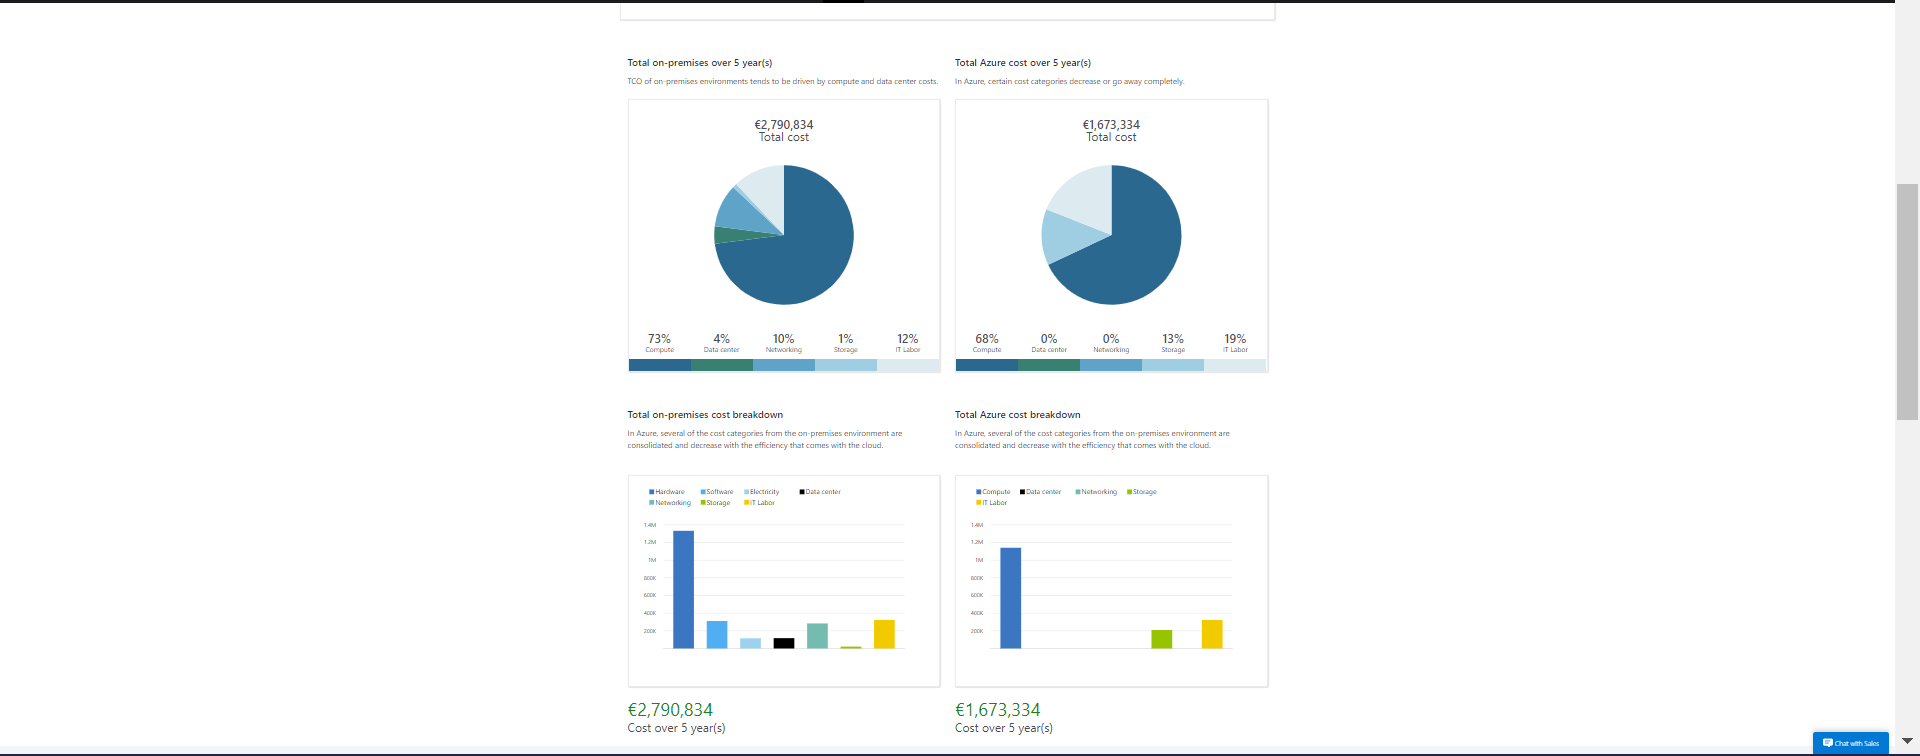 Total on-premises over 5 year(s)
TCO of on-premises environments tends to be driven by compute and data center costs.
€2,790,834
Total cost
73% 4% 10% 1% 12%
Compute Data center Networking Storage IT Labor
Total Azure cost over 5 year(s)
In Azure, certain cost categories decrease or go away completely.
€1,673,334
Total cost
68% 0% 0% 13% 19%
Compute Data center Networking Storage IT Labor
Total on-premises cost breakdown
In Azure, several of the cost categories from the on-premises environment are
consolidated and decrease with the efficiency that comes with the cloud.
Hardware Software Electricity Data center
Networking Storage IT Labor
1.4M
1.2M
1M
800K
600K
400K
200K
€2,790,834
Cost over 5 year(s)
Total Azure cost breakdown
In Azure, several of the cost categories from the on-premises environment are
consolidated and decrease with the efficiency that comes with the cloud.
Compute Data center Networking Storage
IT Labor
1.4M
1.2M
1M
800K
600K
400K
200K
€1,673,334
Cost over 5 year(s)
Chat with Sales